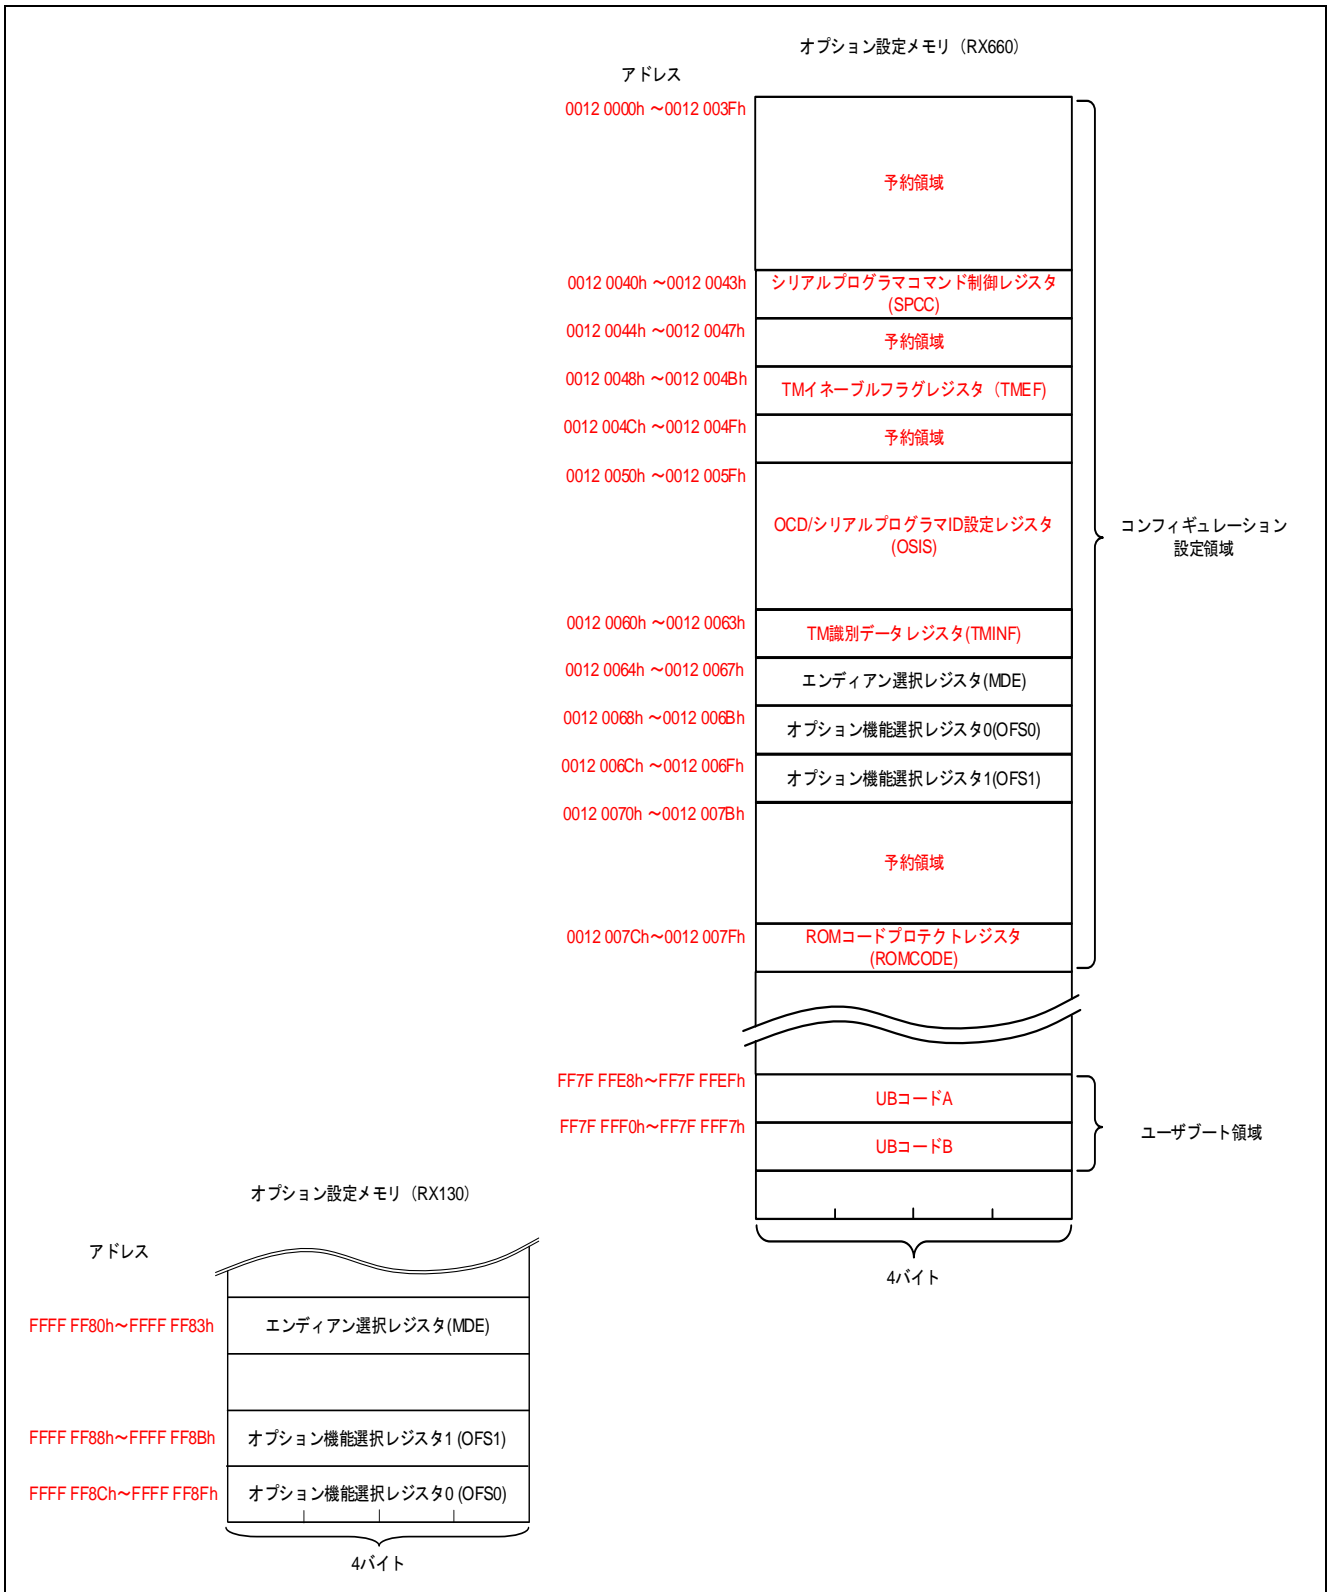 オプション設定メモリ（RX660）
アドレス
0012 0000h ～0012 003Fh
予約領域
0012 0040h ～0012 0043h
シリアルプログラマコマンド制御レジスタ
(SPCC)
0012 0044h ～0012 0047h
予約領域
0012 0048h ～0012 004Bh
TMイネーブルフラグレジスタ（TMEF)
0012 004Ch ～0012 004Fh
予約領域
0012 0050h ～0012 005Fh
OCD/シリアルプログラマID設定レジスタ
(OSIS)
コンフィギュレーション
設定領域
0012 0060h ～0012 0063h
TM識別データレジスタ(TMINF)
0012 0064h ～0012 0067h
エンディアン選択レジスタ(MDE)
0012 0068h ～0012 006Bh
オプション機能選択レジスタ0(OFS0)
0012 006Ch ～0012 006Fh
オプション機能選択レジスタ1(OFS1)
0012 0070h ～0012 007Bh
予約領域
0012 007Ch～0012 007Fh
ROMコードプロテクトレジスタ
(ROMCODE)
FF7F FFE8h～FF7F FFEFh
UBコードA
FF7F FFF0h～FF7F FFF7h
UBコードB
ユーザブート領域
4バイト
オプション設定メモリ（RX130）
アドレス
FFFF FF80h～FFFF FF83h
エンディアン選択レジスタ(MDE)
FFFF FF88h～FFFF FF8Bh
オプション機能選択レジスタ1 (OFS1)
FFFF FF8Ch～FFFF FF8Fh
オプション機能選択レジスタ0 (OFS0)
4バイト